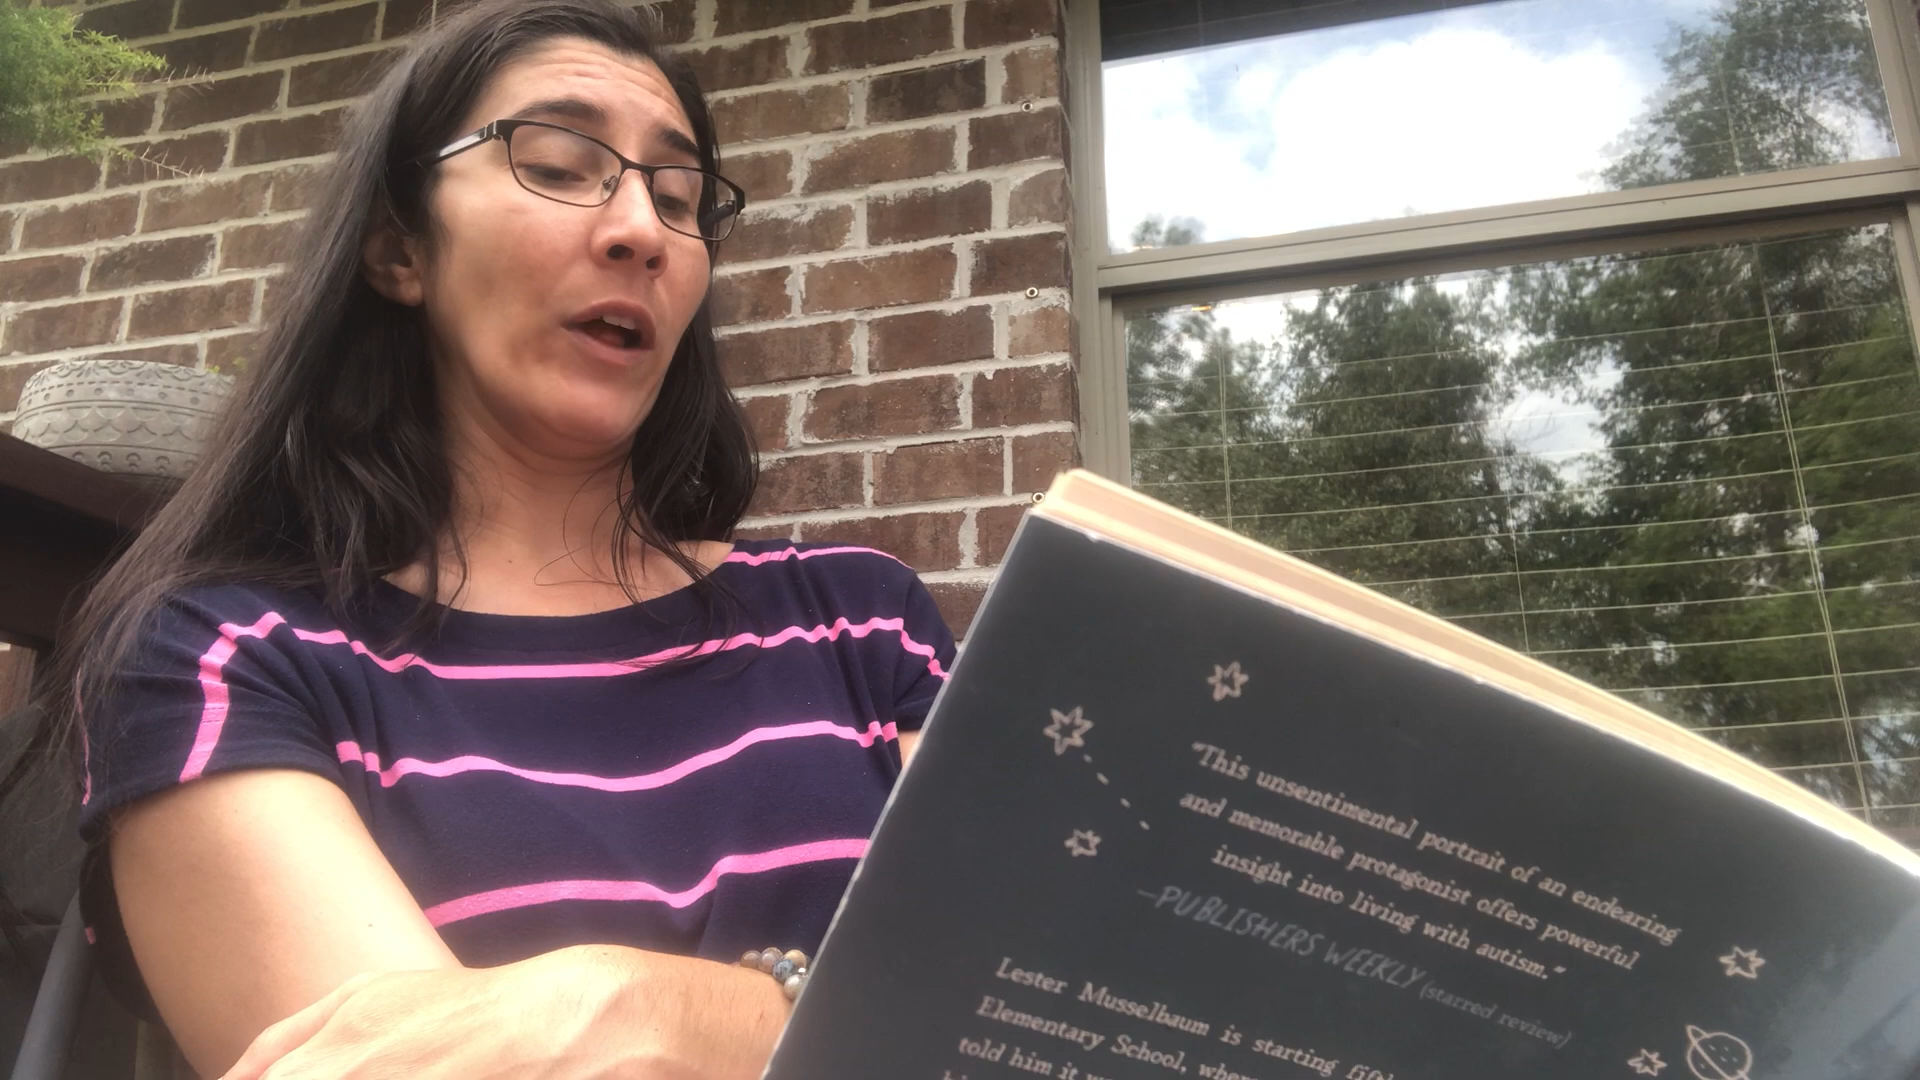 "This unsentimental portrait of an endearing
and memorable protagonist offers powerful
insight into living with autism."
—PUBLISHERS WEEKLY (starred review)
Lester Musselbaum is starting
Elementary School,
told him it